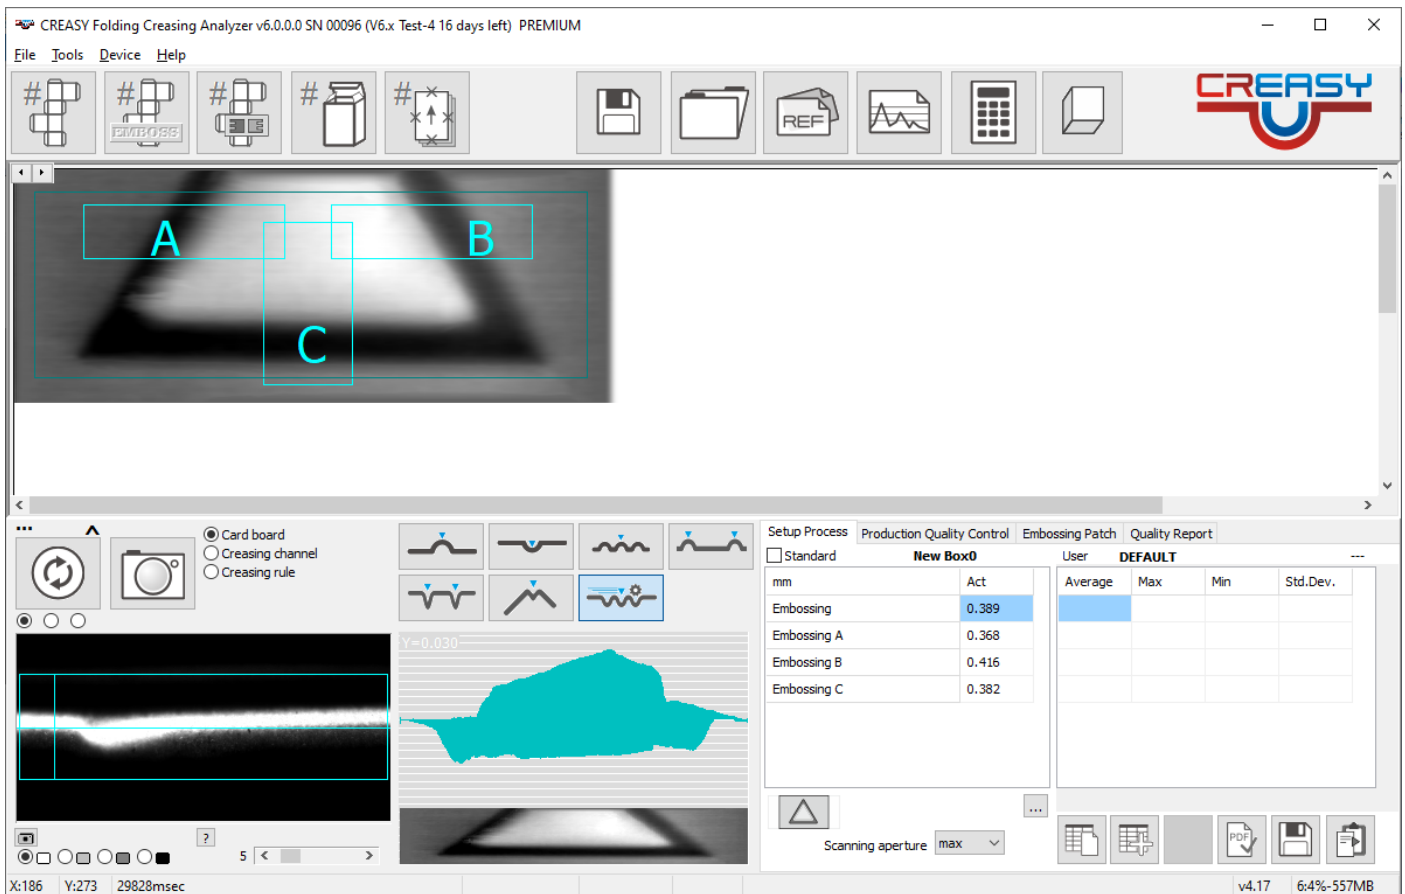 CREASY Folding Creasing Analyzer v6.0.0.0 SN 00096 (V6.x Test-4 16 days left) PREMIUM
File Tools Device Help
# # EMBOSS # # # REF CREASY
A B
C
... Card board
Creasing channel
Creasing rule
Setup Process Production Quality Control Embossing Patch Quality Report
Standard New Box0 User DEFAULT ---
mm Act Average Max Min Std.Dev.
Embossing 0.389
Embossing A 0.368
Embossing B 0.416
Embossing C 0.382
Y=0.030
...
Scanning aperture max
PDF
?
5
X:186 Y:273 29828msec v4.17 6:4%-557MB